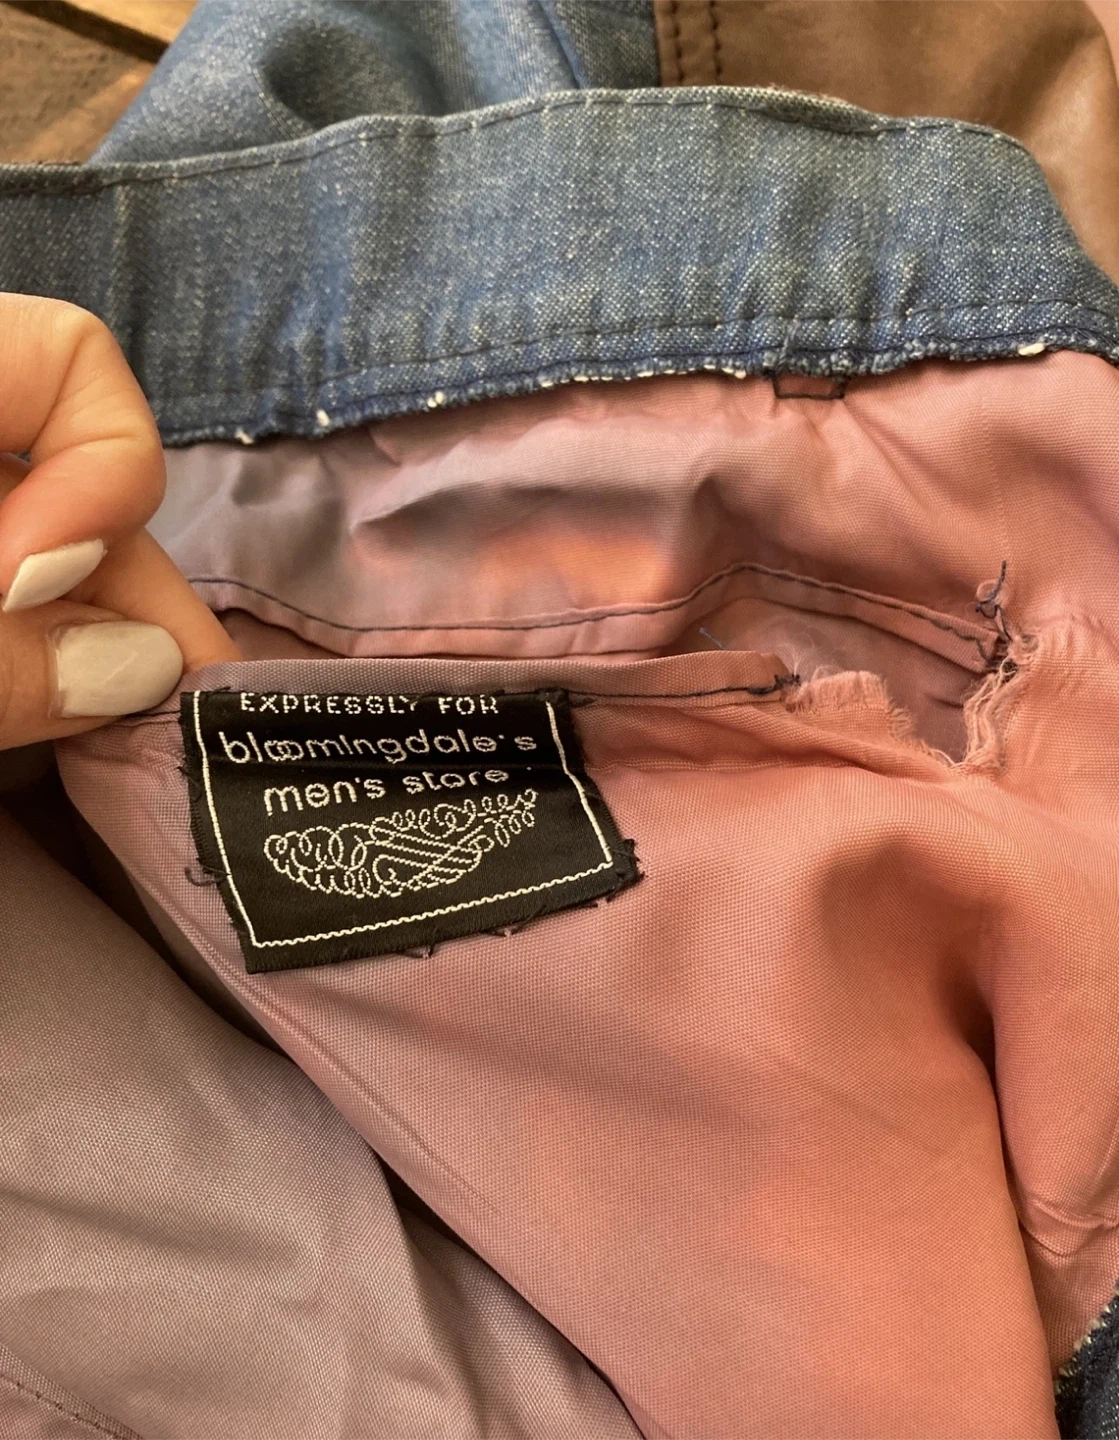 EXPRESSLY FOR
bloomingdale's
men's store